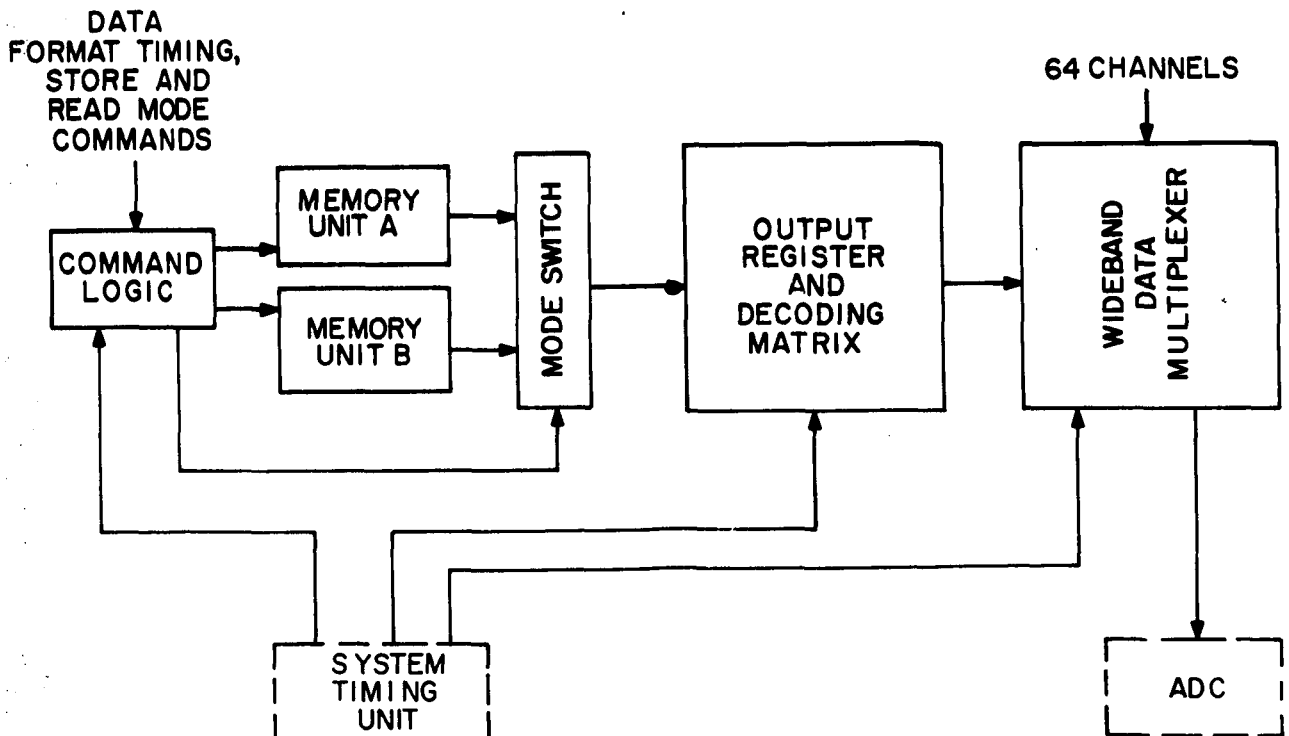 DATA
FORMAT TIMING,
STORE AND
READ MODE
COMMANDS
64 CHANNELS
COMMAND
LOGIC
MEMORY
UNIT A
MEMORY
UNIT B
MODE SWITCH
OUTPUT
REGISTER
AND
DECODING
MATRIX
WIDEBAND
DATA
MULTIPLEXER
SYSTEM
TIMING
UNIT
ADC